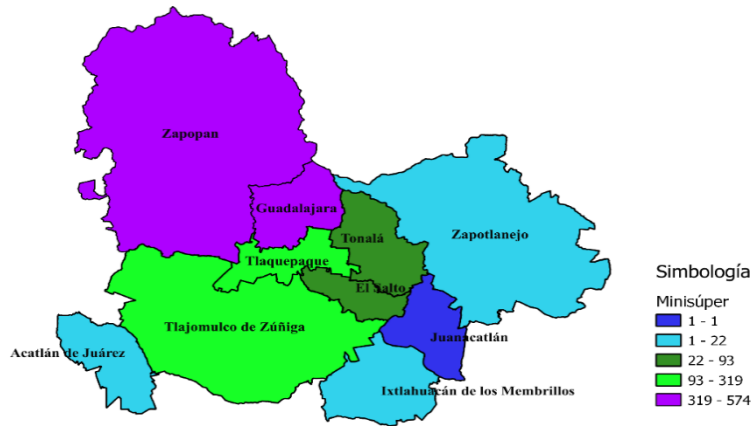 Zapopan
Guadalajara
Tonalá
Zapotlanejo
Tlaquepaque
El Salto
Tlajomulco de Zúñiga
Juanacatlán
Acatlán de Juárez
Ixtlahuacán de los Membrillos
Simbología
Minisúper
1 - 1
1 - 22
22 - 93
93 - 319
319 - 574